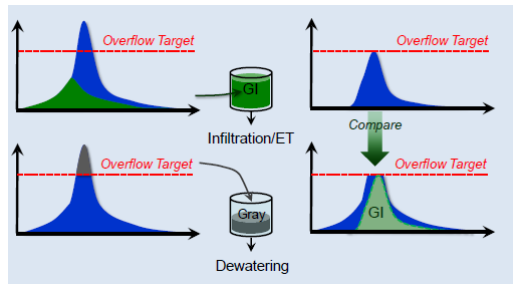 Overflow Target
GI
Infiltration/ET
Overflow Target
Compare
Overflow Target
Gray
Dewatering
Overflow Target
GI